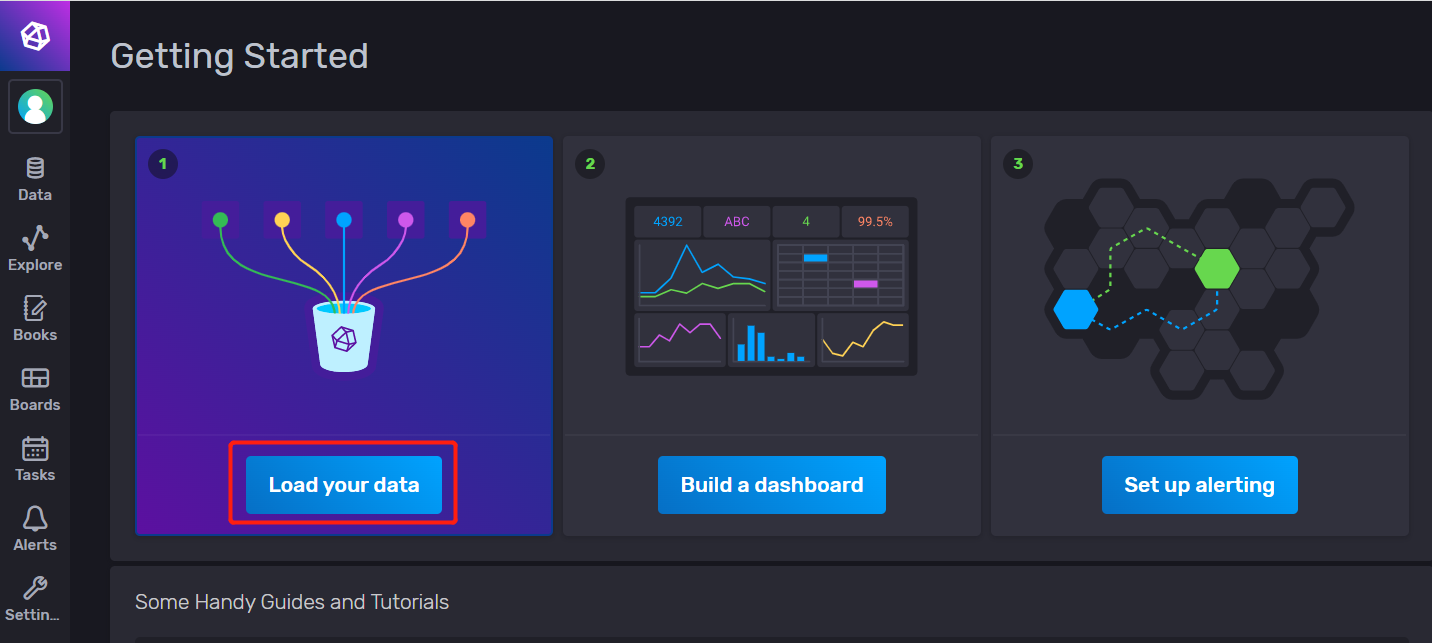 Getting Started
Data
Explore
Books
Boards
Tasks
Alerts
Settin...
1
Load your data
2
4392 ABC 4 99.5%
Build a dashboard
3
Set up alerting
Some Handy Guides and Tutorials